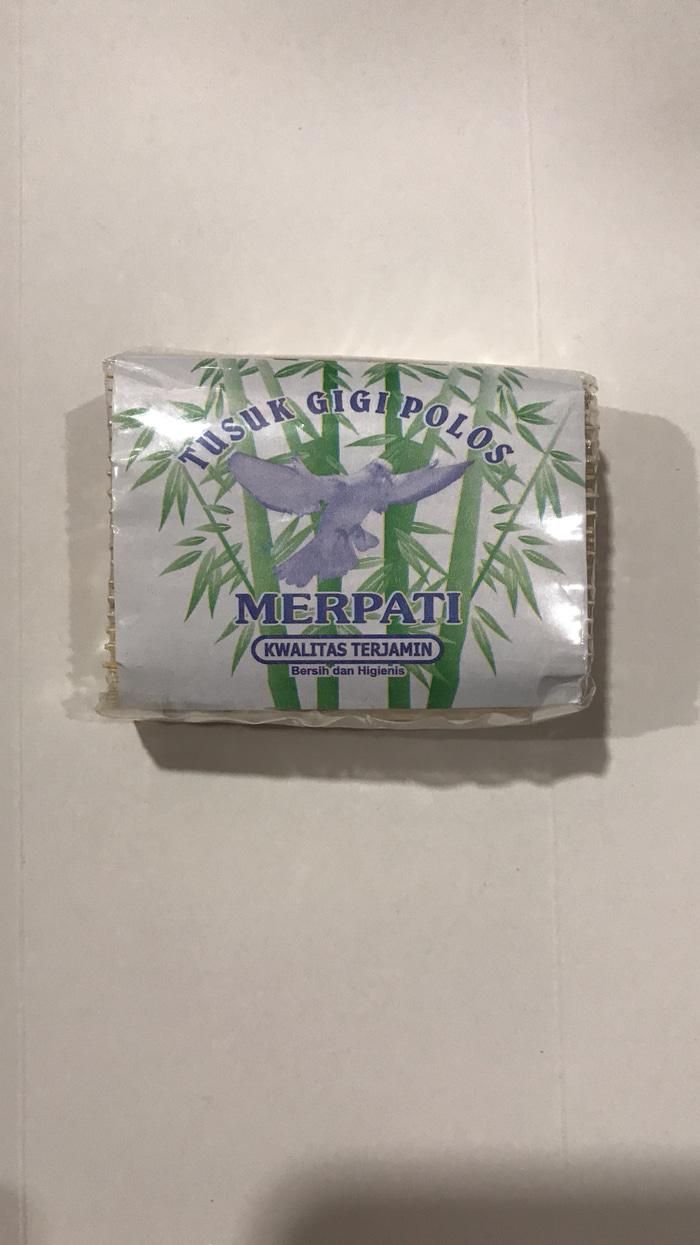 TUSUK GIGI POLOS
MERPATI
KWALITAS TERJAMIN
Bersih dan Higienis